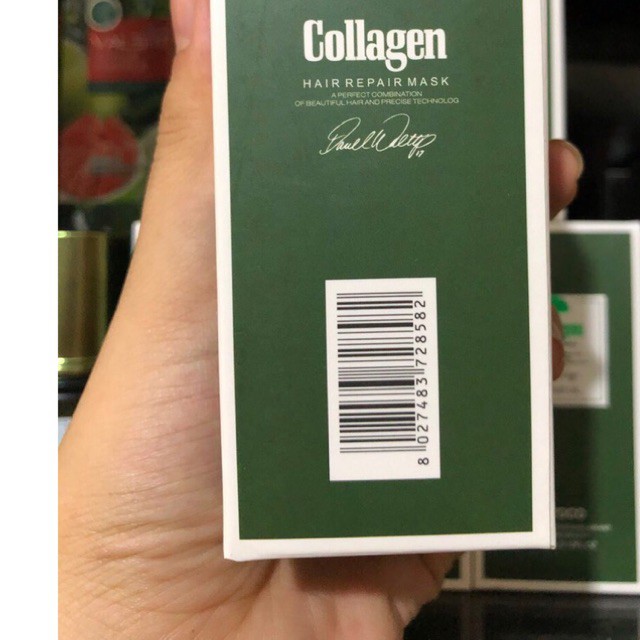 Collagen
HAIR REPAIR MASK
A PERFECT COMBINATION
OF BEAUTIFUL HAIR AND PRECISE TECHNOLOG
8 027483 728582